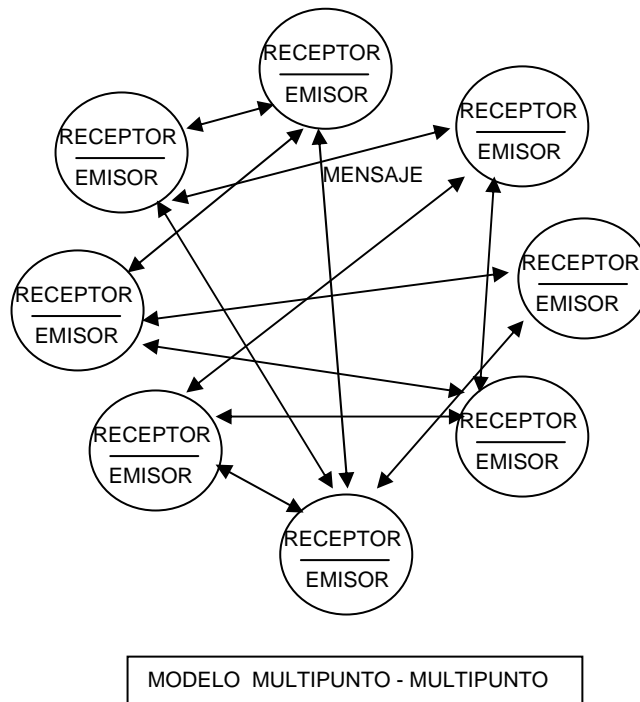 RECEPTOR
EMISOR
RECEPTOR
EMISOR
RECEPTOR
EMISOR
MENSAJE
RECEPTOR
EMISOR
RECEPTOR
EMISOR
RECEPTOR
EMISOR
RECEPTOR
EMISOR
RECEPTOR
EMISOR
MODELO MULTIPUNTO - MULTIPUNTO